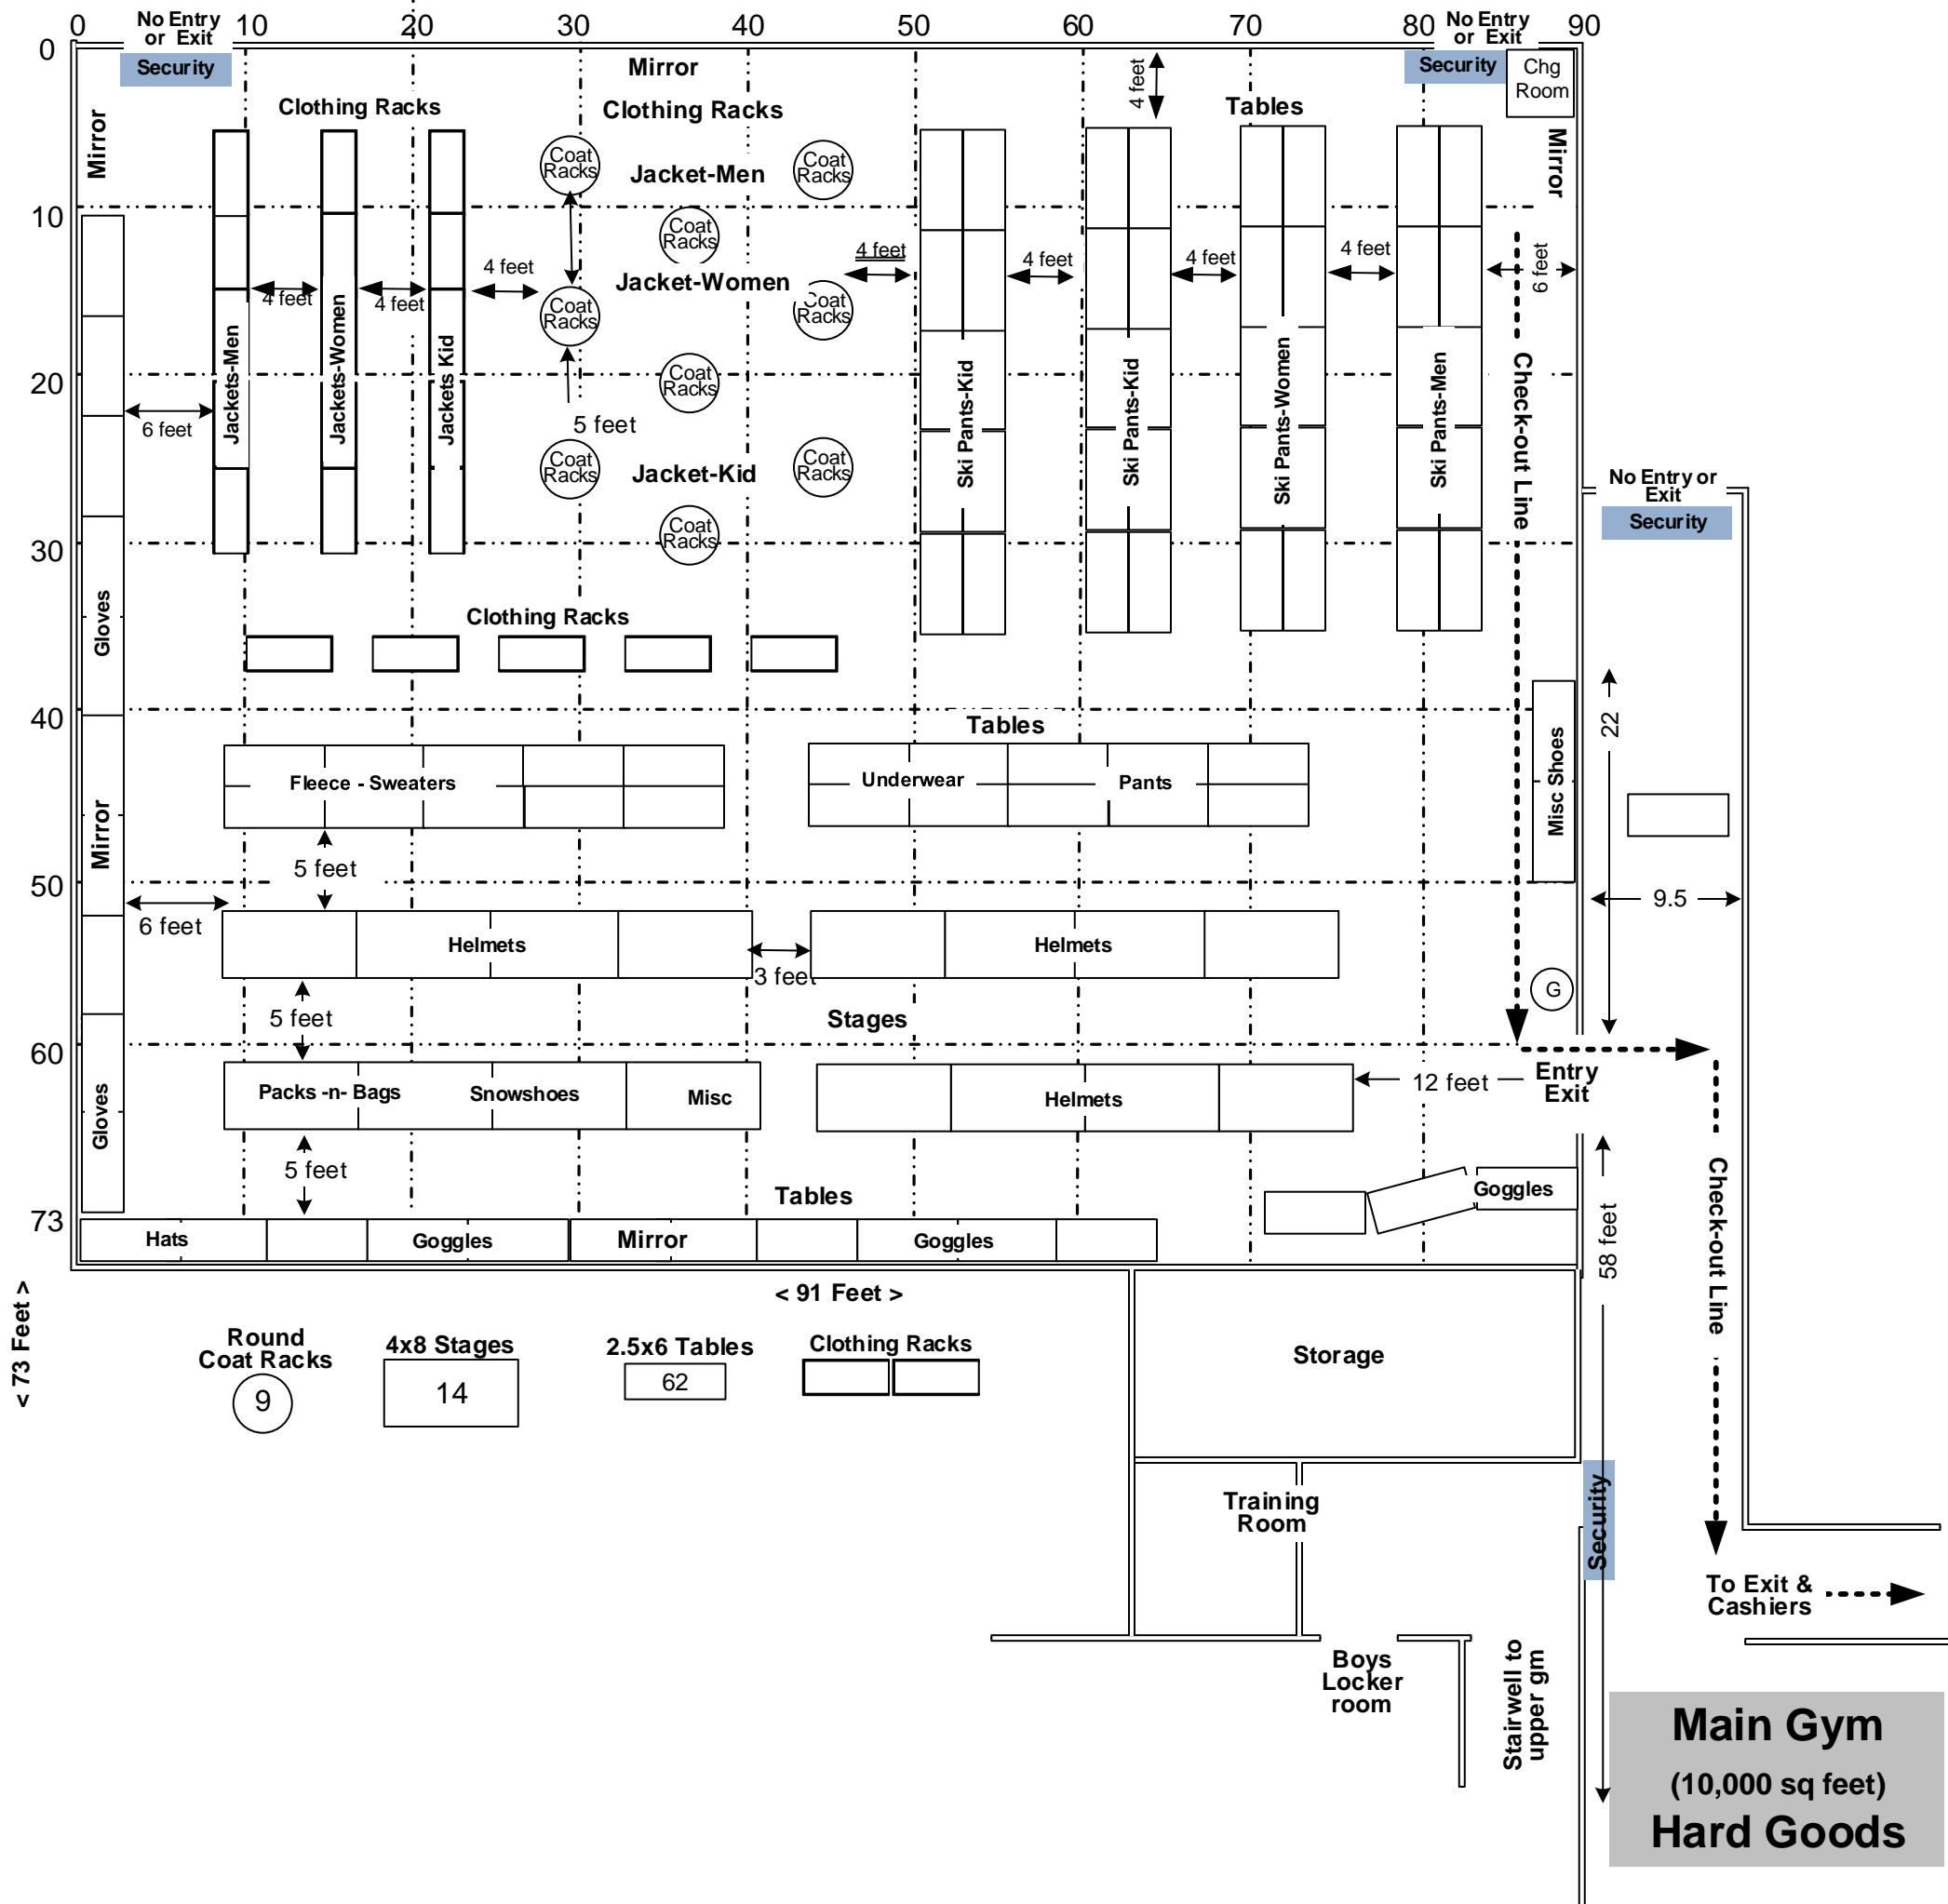 0 10 20 30 40 50 60 70 80 90
No Entry
or Exit
No Entry
or Exit
0
Security
Mirror
Security
Chg
Room
4 feet
Clothing Racks
Clothing Racks
Tables
Mirror
Mirror
Coat
Racks
Jacket-Men
Coat
Racks
10
Coat
Racks
4 feet
4 feet
4 feet
4 feet
4 feet
6 feet
4 feet
4 feet
Jacket-Women
Coat
Racks
Coat
Racks
Jackets-Men
Jackets-Women
Jackets Kid
Ski Pants-Kid
Ski Pants-Kid
Ski Pants-Women
Ski Pants-Men
Check-out Line
20
Coat
Racks
6 feet
5 feet
Coat
Racks
Jacket-Kid
Coat
Racks
No Entry or
Exit
Security
Coat
Racks
30
Gloves
Clothing Racks
40
Tables
22
Fleece - Sweaters
Underwear
Pants
Misc Shoes
Mirror
5 feet
50
6 feet
9.5
Helmets
3 feet
Helmets
G
5 feet
Stages
60
Entry
Exit
12 feet
Packs -n- Bags
Snowshoes
Misc
Helmets
Gloves
5 feet
Tables
Goggles
Check-out Line
73
Hats
Goggles
Mirror
Goggles
58 feet
< 91 Feet >
< 73 Feet >
Round
Coat Racks
9
4x8 Stages
14
2.5x6 Tables
62
Clothing Racks
Storage
Training
Room
Security
To Exit &
Cashiers
Boys
Locker
room
Stairwell to
upper gm
Main Gym
(10,000 sq feet)
Hard Goods